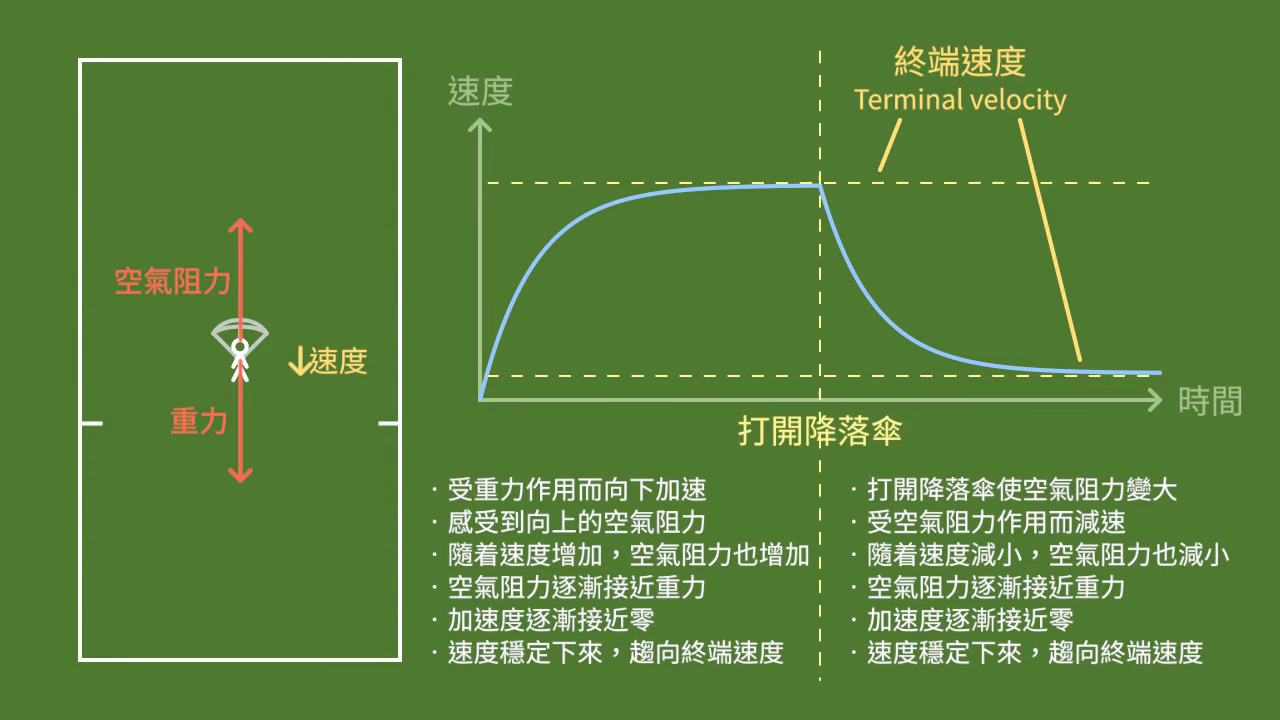 終端速度
Terminal velocity
速度
空氣阻力
速度
重力
時間
打開降落傘
· 受重力作用而向下加速
· 感受到向上的空氣阻力
· 隨着速度增加，空氣阻力也增加
· 空氣阻力逐漸接近重力
· 加速度逐漸接近零
· 速度穩定下來，趨向終端速度
· 打開降落傘使空氣阻力變大
· 受空氣阻力作用而減速
· 隨着速度減小，空氣阻力也減小
· 空氣阻力逐漸接近重力
· 加速度逐漸接近零
· 速度穩定下來，趨向終端速度